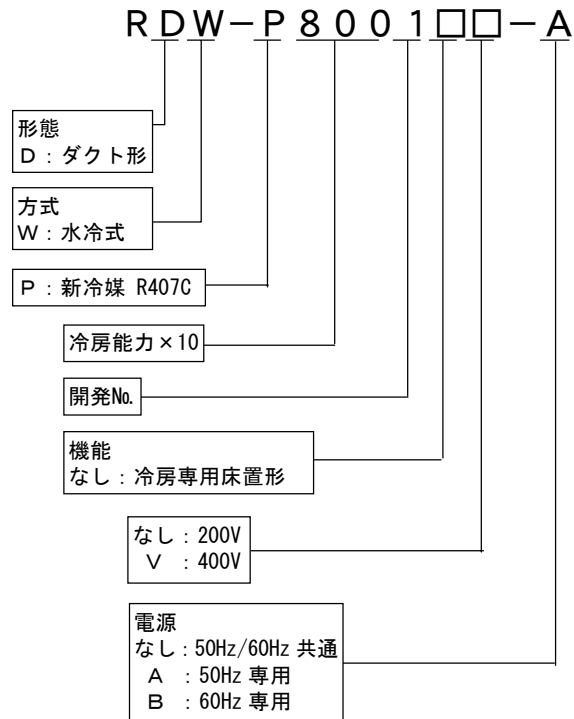 RDW-P8001□□-A
形態
D:ダクト形
方式
W:水冷式
P:新冷媒 R407C
冷房能力×10
開発No.
機能
なし:冷房専用床置形
なし:200V
V :400V
電源
なし:50Hz/60Hz 共通
A :50Hz 専用
B :60Hz 専用